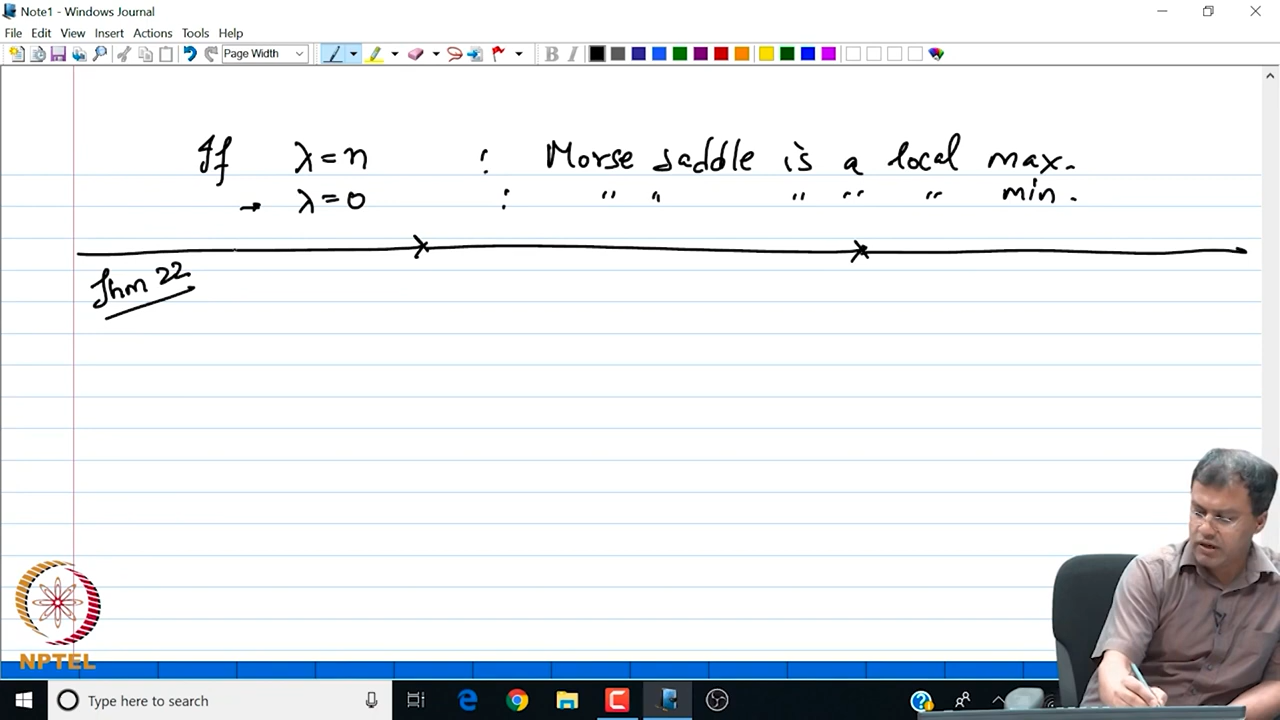 Note1 - Windows Journal
File Edit View Insert Actions Tools Help
Page Width
B I
If λ=n : Morse saddle is a local max.
→ λ=0 : " " " " " min.
Thm 22
NPTEL
Type here to search